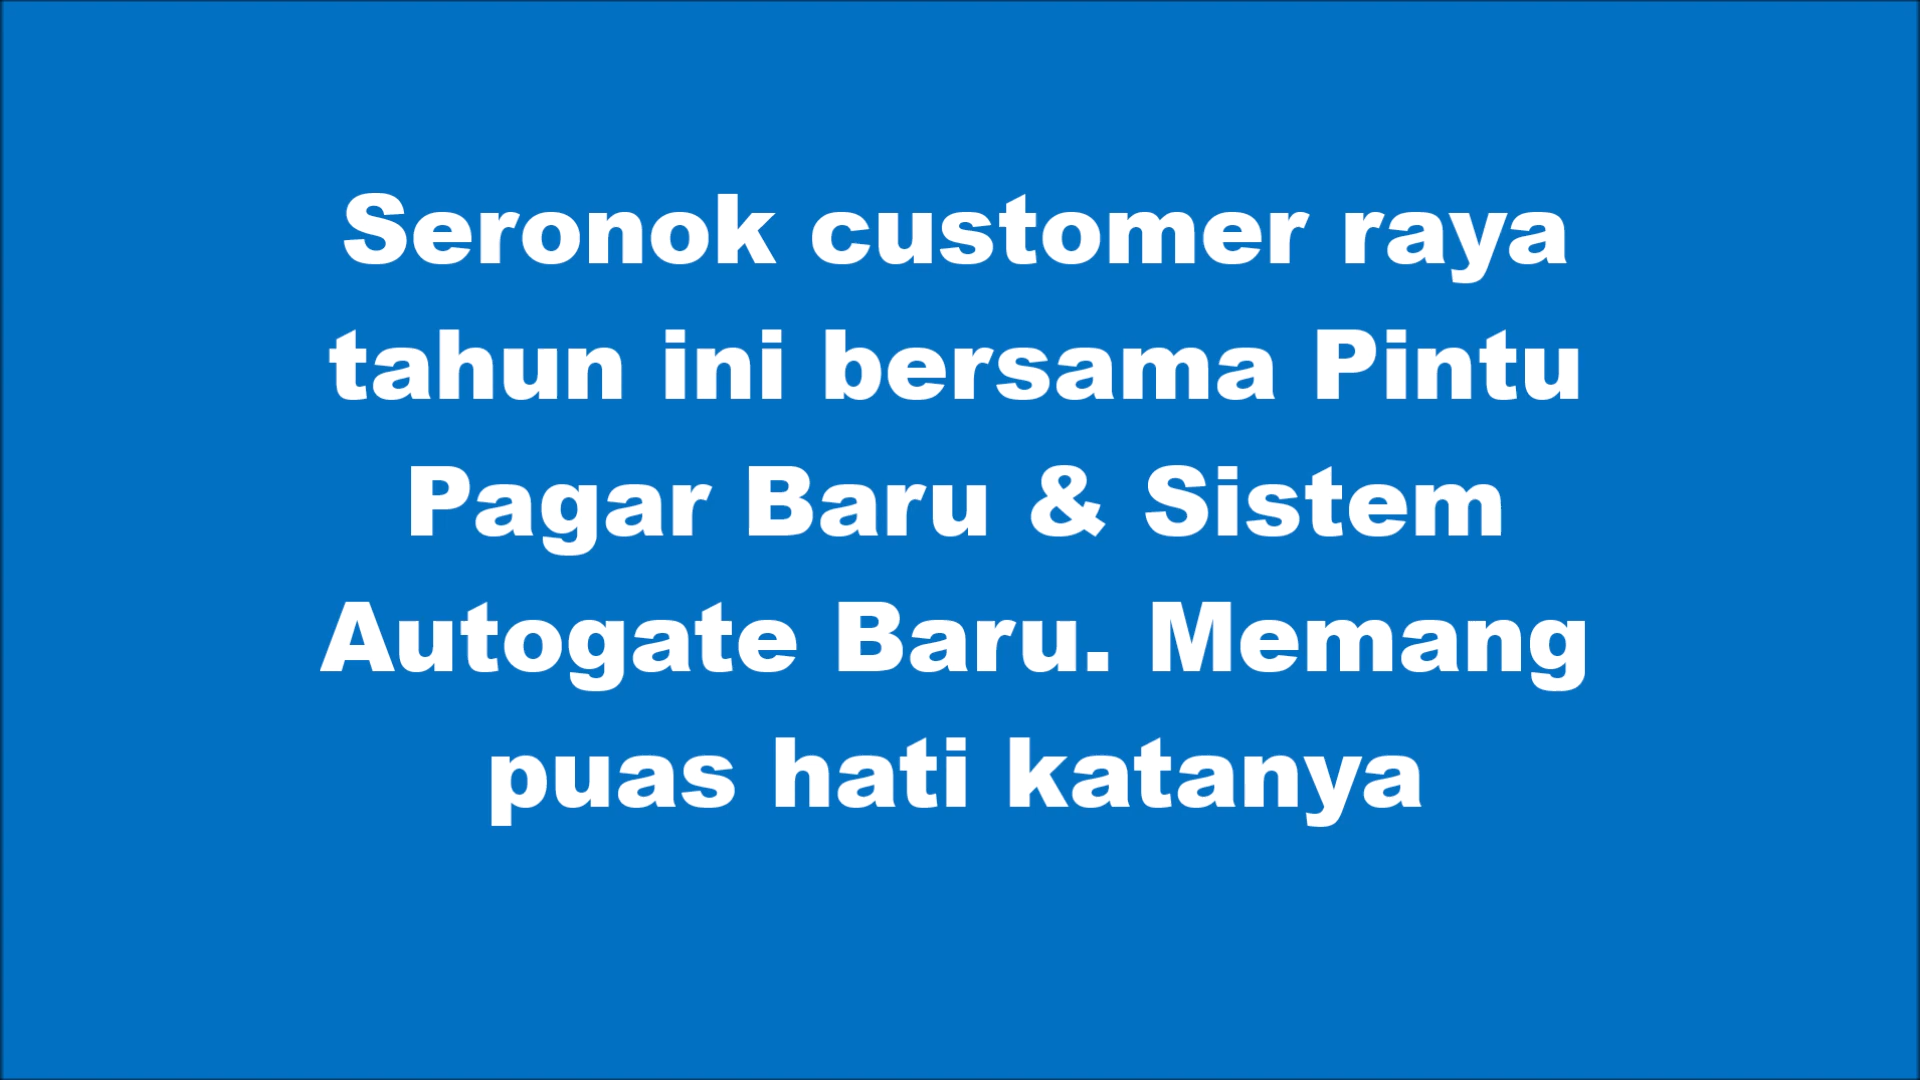 Seronok customer raya
tahun ini bersama Pintu
Pagar Baru & Sistem
Autogate Baru. Memang
puas hati katanya